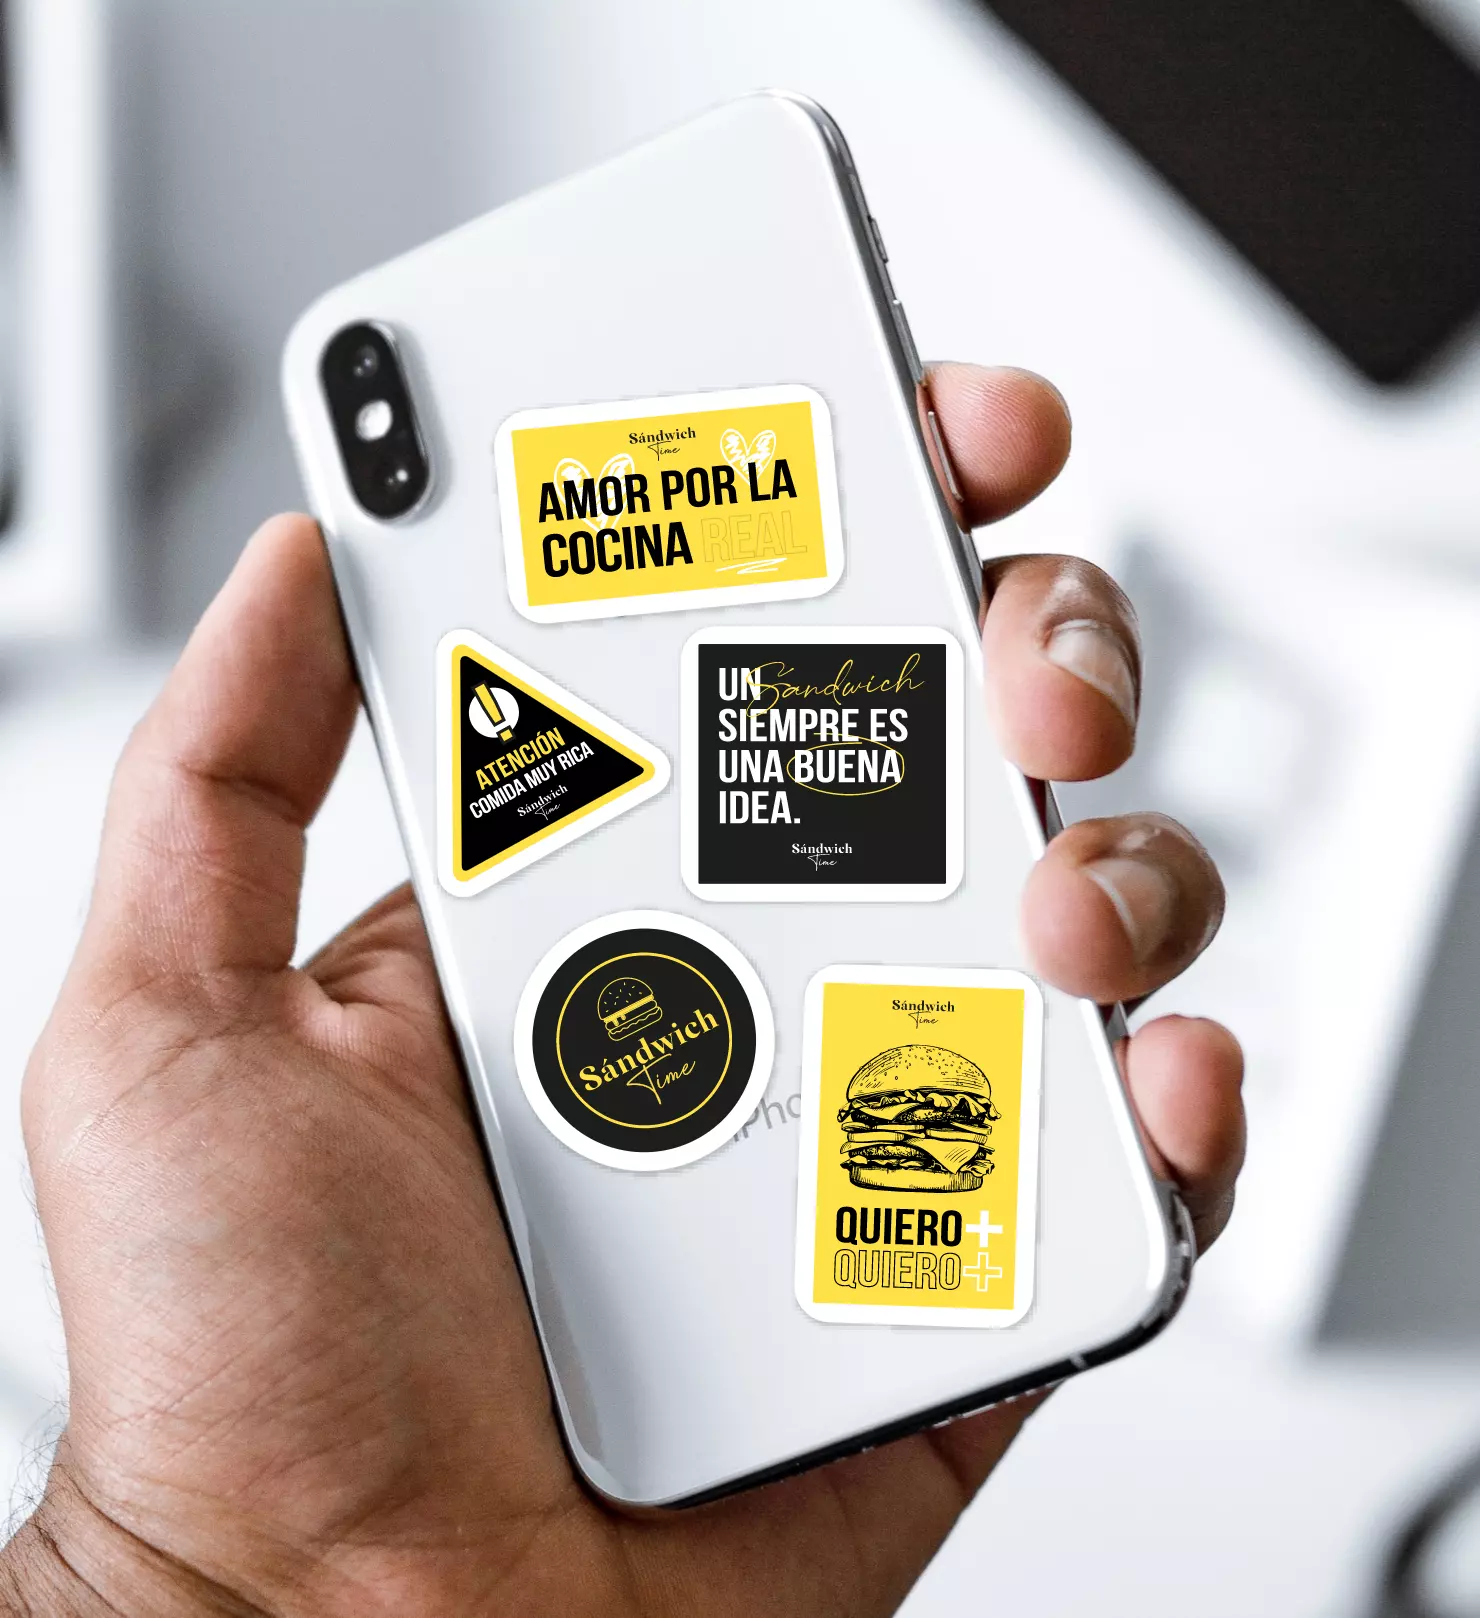 Sándwich
Time
AMOR POR LA
COCINA REAL
ATENCIÓN
COMIDA MUY RICA
Sándwich
Time
UN Sándwich
SIEMPRE ES
UNA BUENA
IDEA.
Sándwich
Time
Sándwich
Time
iPho
Sándwich
Time
QUIERO+
QUIERO+